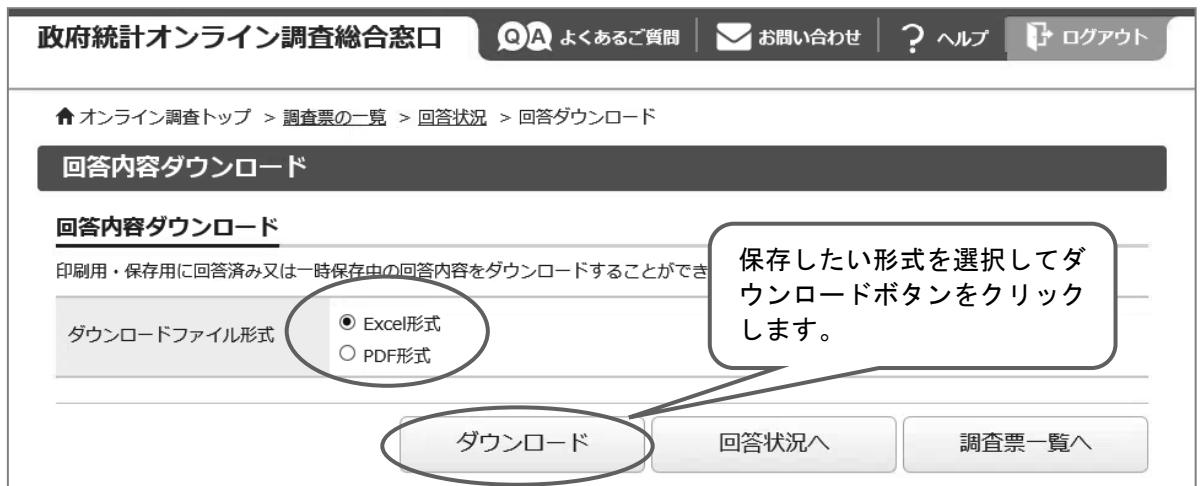 政府統計オンライン調査総合窓口
QA よくあるご質問
お問い合わせ
? ヘルプ
ログアウト
オンライン調査トップ > 調査票の一覧 > 回答状況 > 回答ダウンロード
回答内容ダウンロード
回答内容ダウンロード
印刷用・保存用に回答済み又は一時保存中の回答内容をダウンロードすることができ
保存したい形式を選択してダ
ウンロードボタンをクリック
します。
ダウンロードファイル形式
Excel形式
PDF形式
ダウンロード
回答状況へ
調査票一覧へ